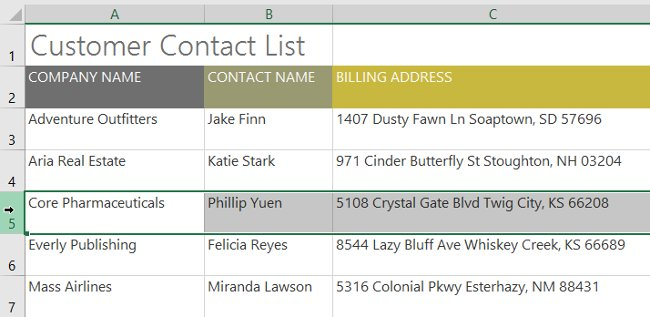 A B C
1 Customer Contact List
2 COMPANY NAME CONTACT NAME BILLING ADDRESS
3 Adventure Outfitters Jake Finn 1407 Dusty Fawn Ln Soaptown, SD 57696
4 Aria Real Estate Katie Stark 971 Cinder Butterfly St Stoughton, NH 03204
5 Core Pharmaceuticals Phillip Yuen 5108 Crystal Gate Blvd Twig City, KS 66208
6 Everly Publishing Felicia Reyes 8544 Lazy Bluff Ave Whiskey Creek, KS 66689
7 Mass Airlines Miranda Lawson 5316 Colonial Pkwy Esterhazy, NM 88431